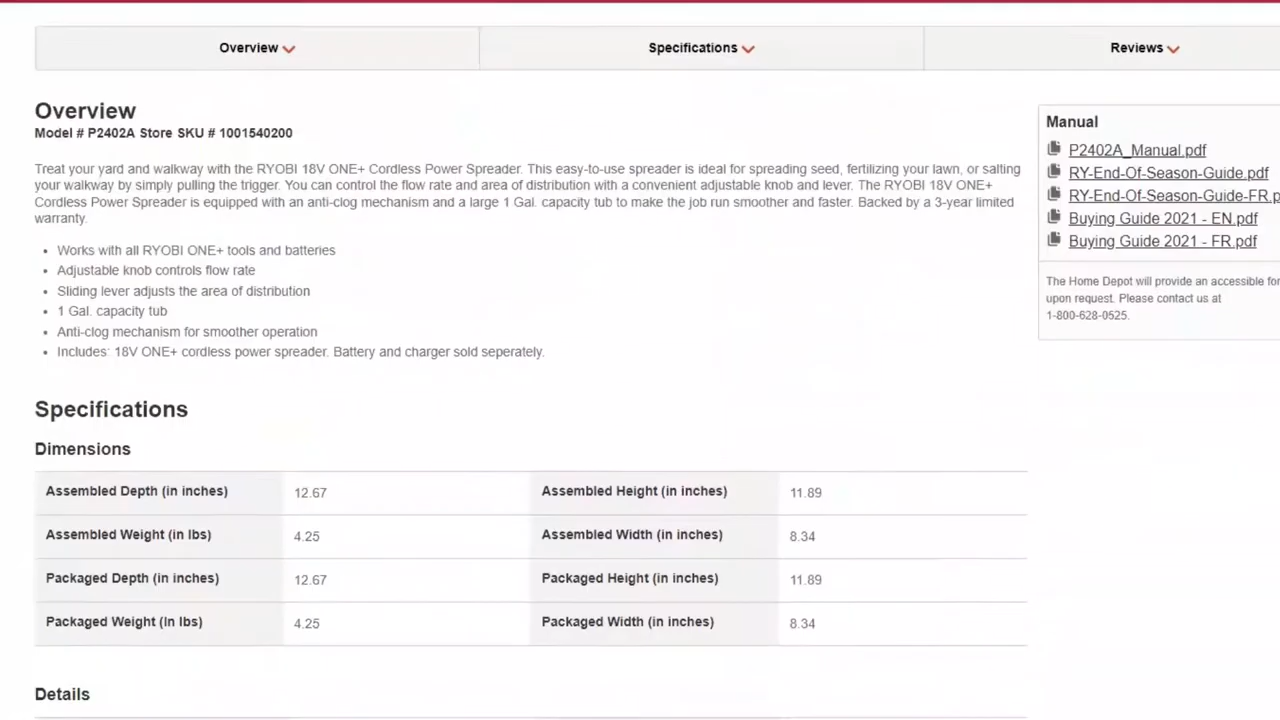 Overview
Specifications
Reviews
Overview
Model # P2402A Store SKU # 1001540200
Treat your yard and walkway with the RYOBI 18V ONE+ Cordless Power Spreader. This easy-to-use spreader is ideal for spreading seed, fertilizing your lawn, or salting
your walkway by simply pulling the trigger. You can control the flow rate and area of distribution with a convenient adjustable knob and lever. The RYOBI 18V ONE+
Cordless Power Spreader is equipped with an anti-clog mechanism and a large 1 Gal. capacity tub to make the job run smoother and faster. Backed by a 3-year limited
warranty.
• Works with all RYOBI ONE+ tools and batteries
• Adjustable knob controls flow rate
• Sliding lever adjusts the area of distribution
• 1 Gal. capacity tub
• Anti-clog mechanism for smoother operation
• Includes: 18V ONE+ cordless power spreader. Battery and charger sold seperately.
Manual
P2402A_Manual.pdf
RY-End-Of-Season-Guide.pdf
RY-End-Of-Season-Guide-FR.p
Buying Guide 2021 - EN.pdf
Buying Guide 2021 - FR.pdf
The Home Depot will provide an accessible for
upon request. Please contact us at
1-800-628-0525.
Specifications
Dimensions
Assembled Depth (in inches) 12.67 Assembled Height (in inches) 11.89
Assembled Weight (in lbs) 4.25 Assembled Width (in inches) 8.34
Packaged Depth (in inches) 12.67 Packaged Height (in inches) 11.89
Packaged Weight (in lbs) 4.25 Packaged Width (in inches) 8.34
Details